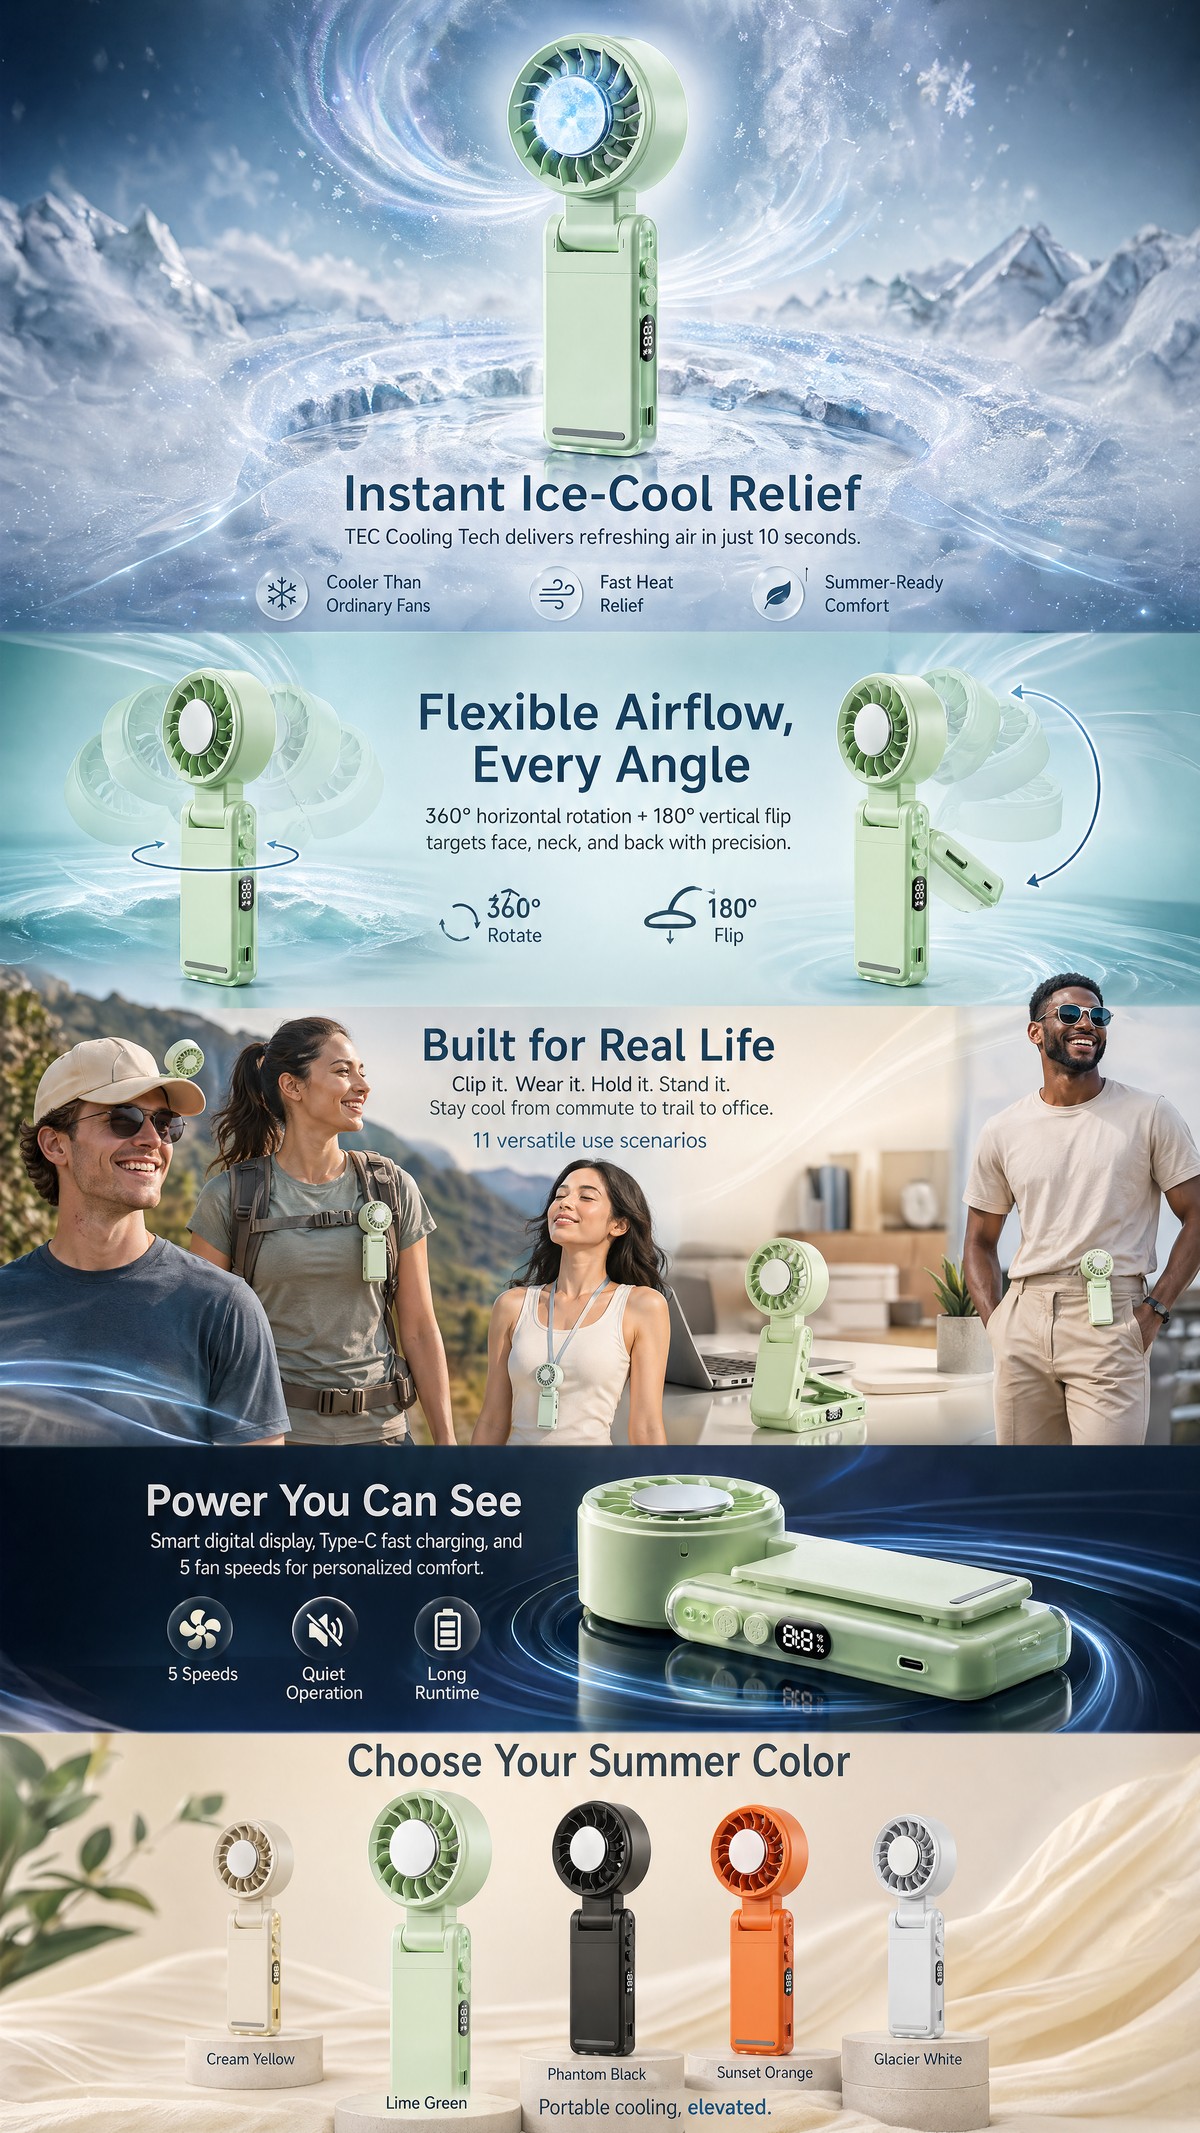 Instant Ice-Cool Relief
TEC Cooling Tech delivers refreshing air in just 10 seconds.
Cooler Than
Ordinary Fans
Fast Heat
Relief
Summer-Ready
Comfort
Flexible Airflow,
Every Angle
360° horizontal rotation + 180° vertical flip
targets face, neck, and back with precision.
360°
Rotate
180°
Flip
Built for Real Life
Clip it. Wear it. Hold it. Stand it.
Stay cool from commute to trail to office.
11 versatile use scenarios
Power You Can See
Smart digital display, Type-C fast charging, and
5 fan speeds for personalized comfort.
5 Speeds
Quiet
Operation
Long
Runtime
Choose Your Summer Color
Cream Yellow
Lime Green
Phantom Black
Sunset Orange
Glacier White
Portable cooling, elevated.